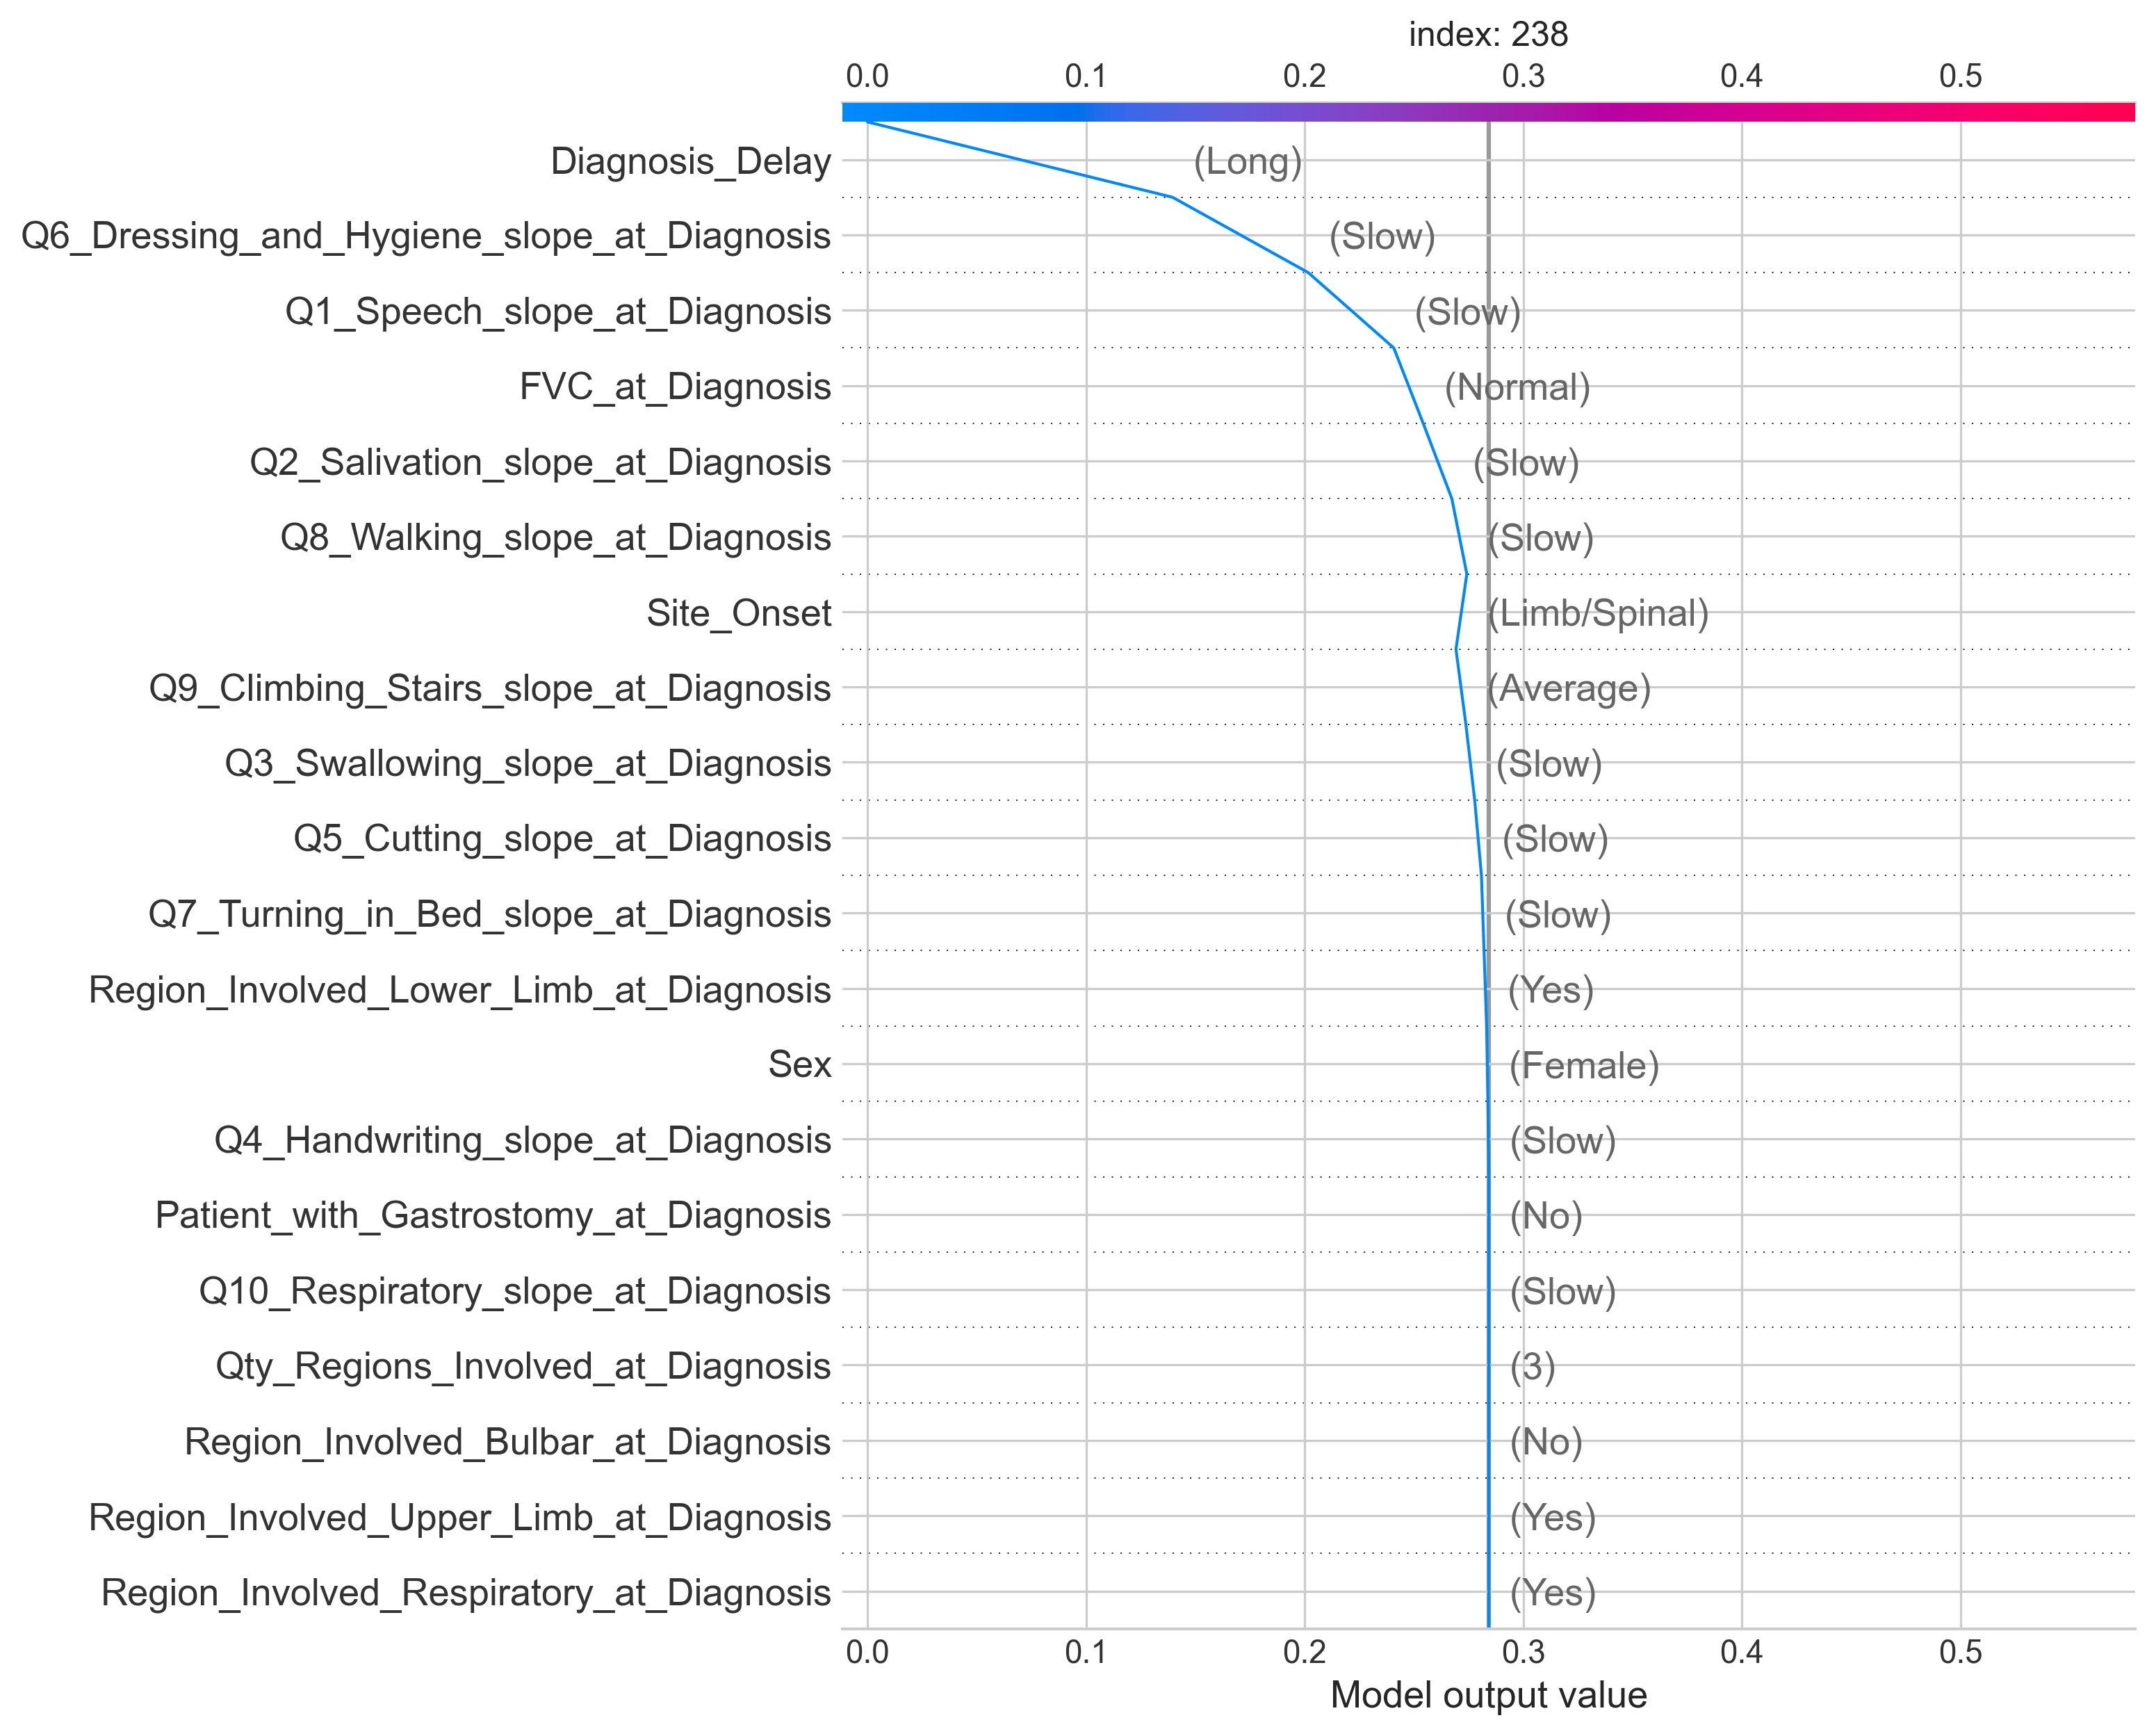 index: 238
0.0 0.1 0.2 0.3 0.4 0.5
Diagnosis_Delay (Long)
Q6_Dressing_and_Hygiene_slope_at_Diagnosis (Slow)
Q1_Speech_slope_at_Diagnosis (Slow)
FVC_at_Diagnosis (Normal)
Q2_Salivation_slope_at_Diagnosis (Slow)
Q8_Walking_slope_at_Diagnosis (Slow)
Site_Onset (Limb/Spinal)
Q9_Climbing_Stairs_slope_at_Diagnosis (Average)
Q3_Swallowing_slope_at_Diagnosis (Slow)
Q5_Cutting_slope_at_Diagnosis (Slow)
Q7_Turning_in_Bed_slope_at_Diagnosis (Slow)
Region_Involved_Lower_Limb_at_Diagnosis (Yes)
Sex (Female)
Q4_Handwriting_slope_at_Diagnosis (Slow)
Patient_with_Gastrostomy_at_Diagnosis (No)
Q10_Respiratory_slope_at_Diagnosis (Slow)
Qty_Regions_Involved_at_Diagnosis (3)
Region_Involved_Bulbar_at_Diagnosis (No)
Region_Involved_Upper_Limb_at_Diagnosis (Yes)
Region_Involved_Respiratory_at_Diagnosis (Yes)
0.0 0.1 0.2 0.3 0.4 0.5
Model output value